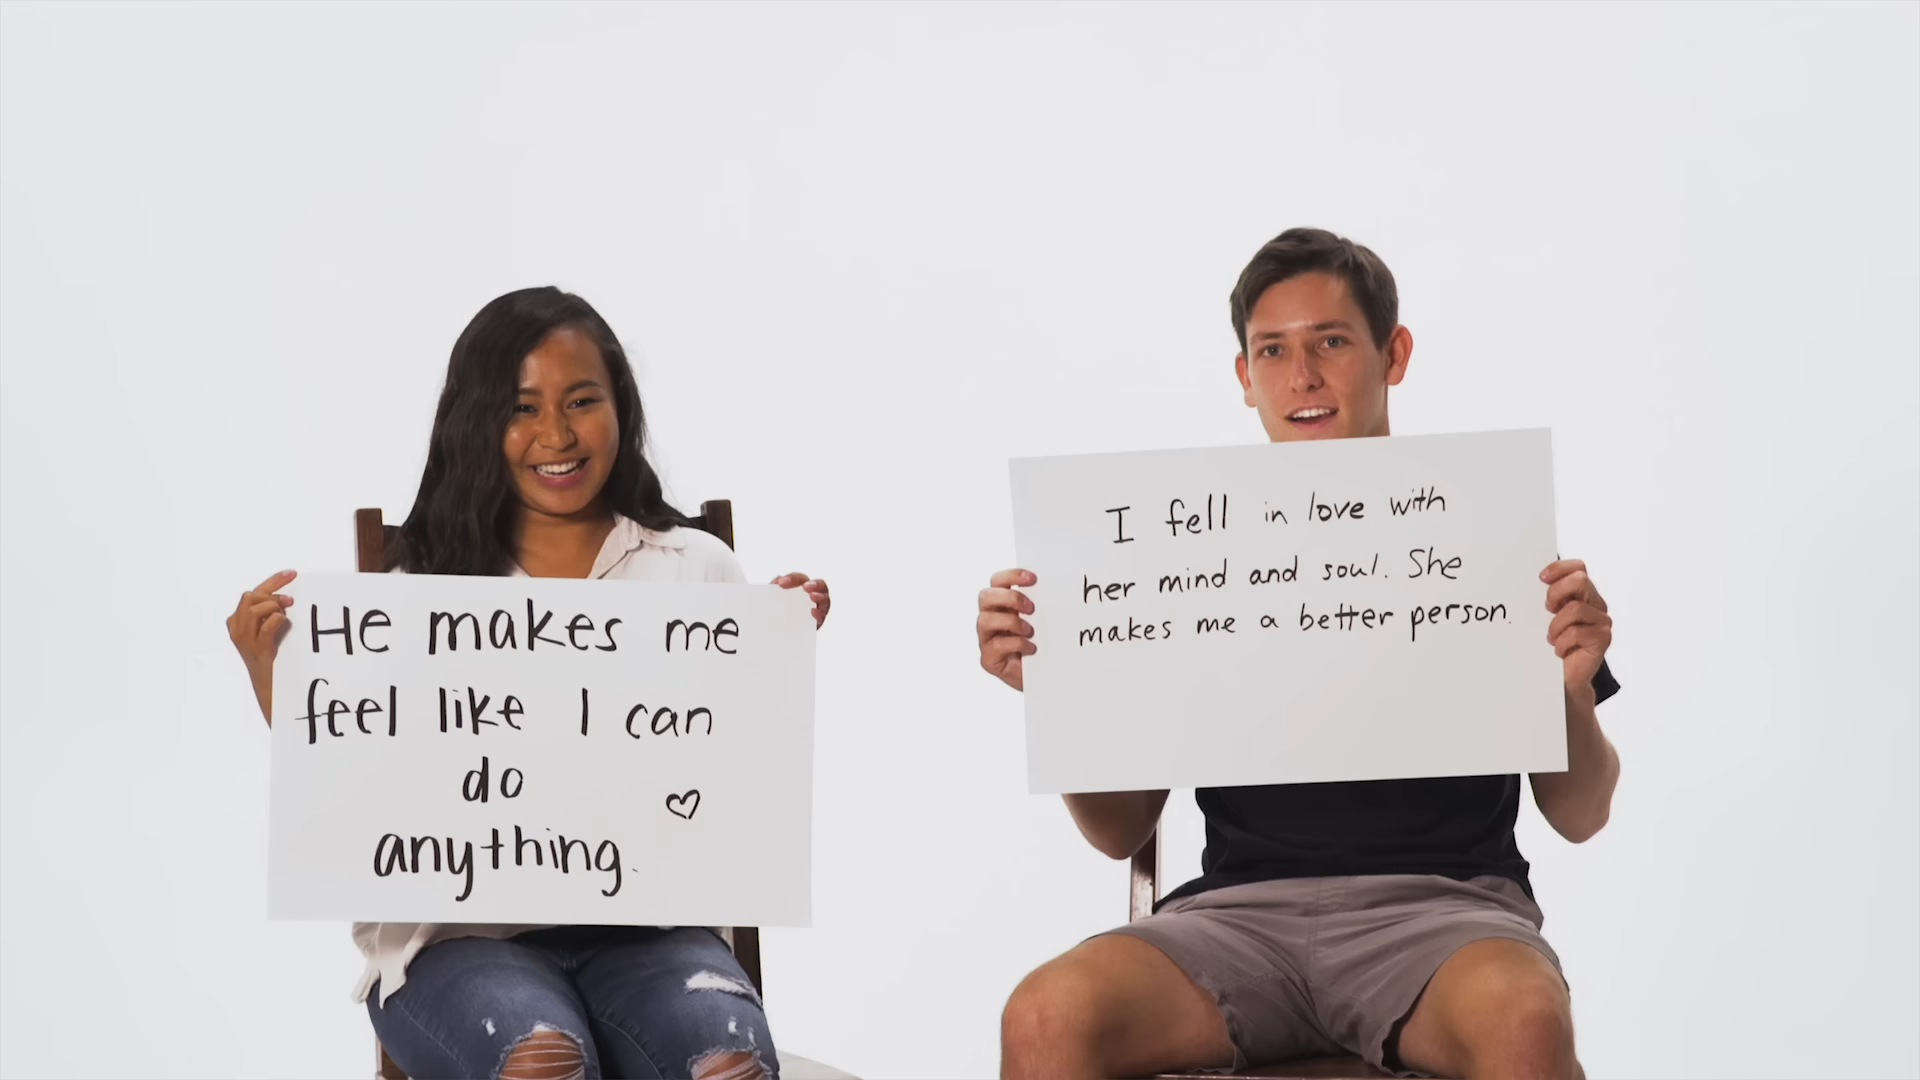 He makes me
feel like I can
do
anything.
I fell in love with
her mind and soul. She
makes me a better person.